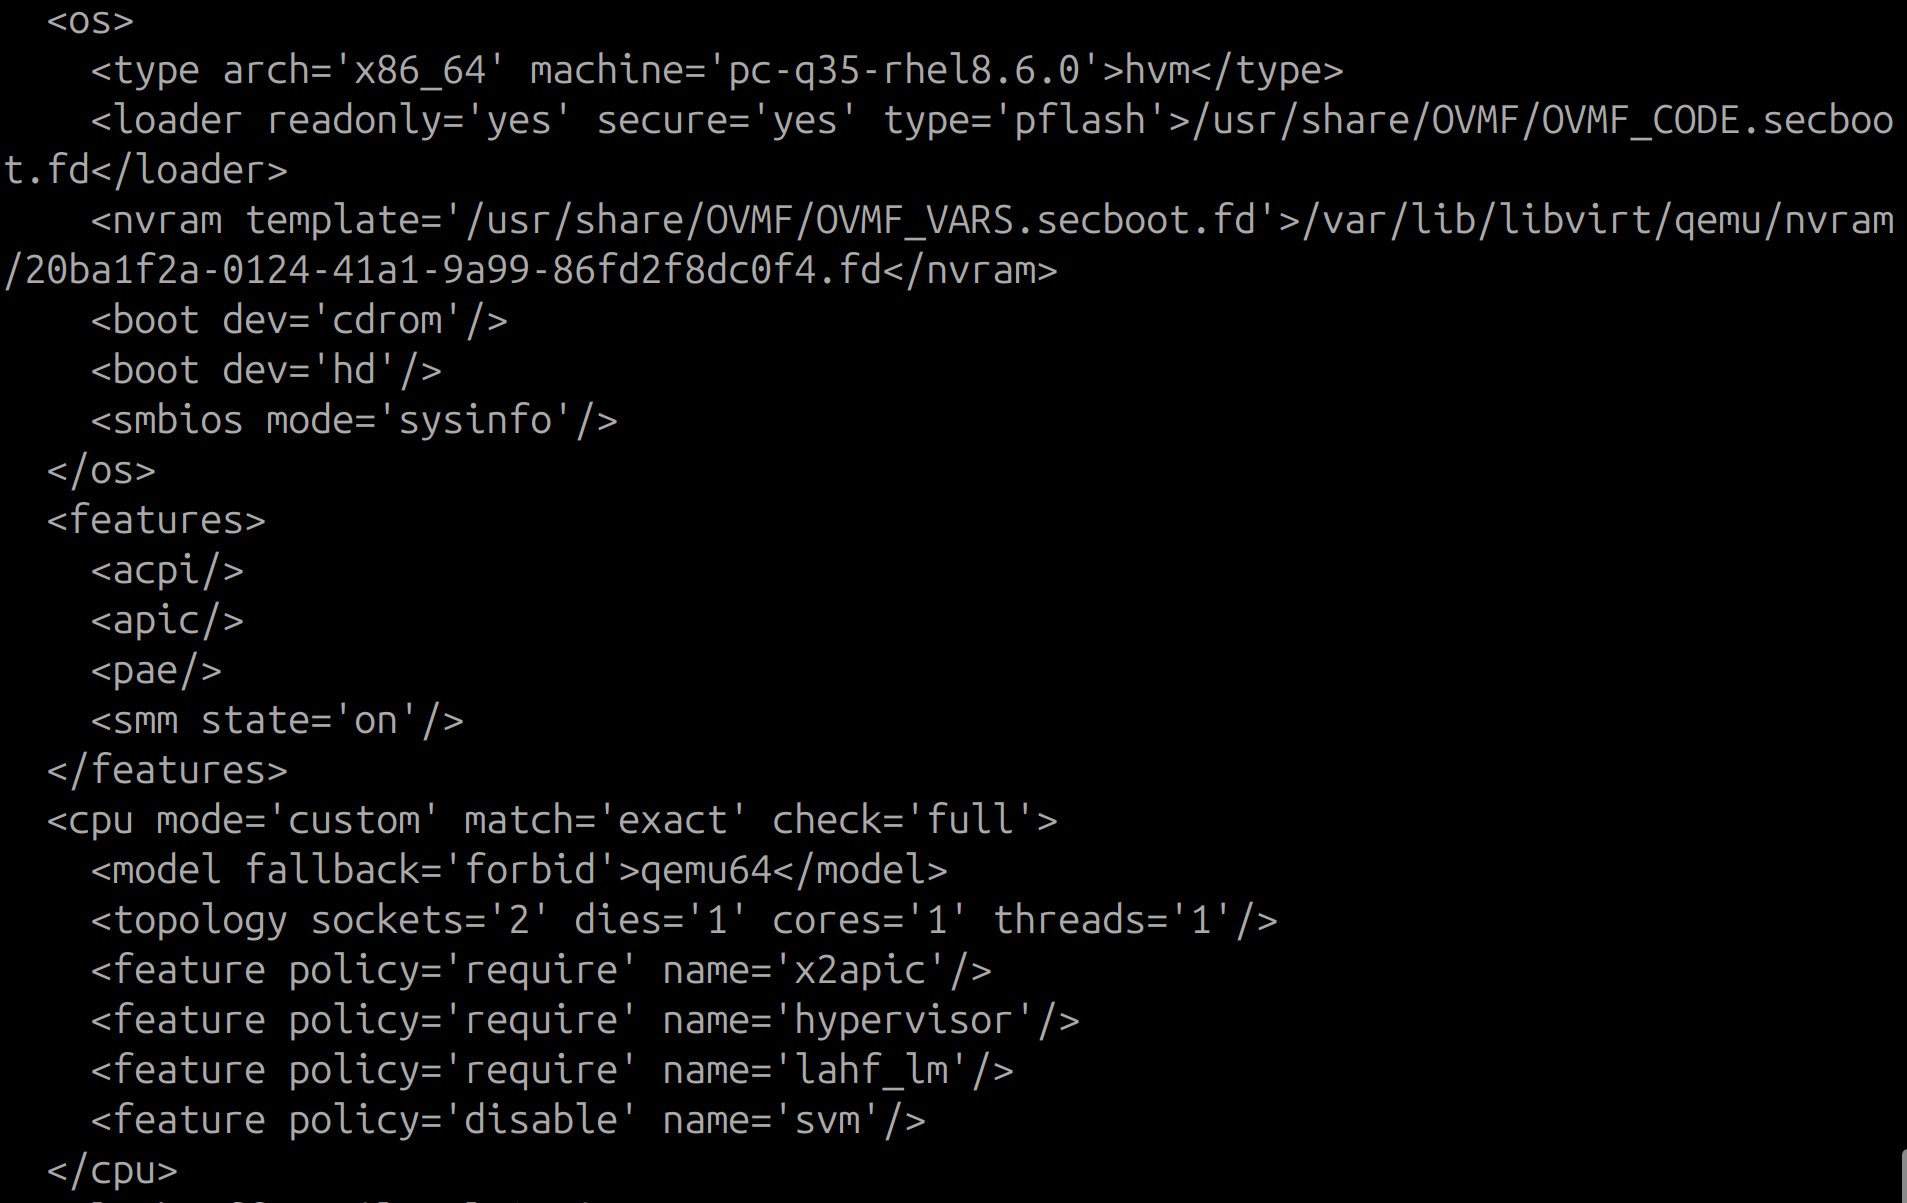 <os>
    <type arch='x86_64' machine='pc-q35-rhel8.6.0'>hvm</type>
    <loader readonly='yes' secure='yes' type='pflash'>/usr/share/OVMF/OVMF_CODE.secboo
t.fd</loader>
    <nvram template='/usr/share/OVMF/OVMF_VARS.secboot.fd'>/var/lib/libvirt/qemu/nvram
/20ba1f2a-0124-41a1-9a99-86fd2f8dc0f4.fd</nvram>
    <boot dev='cdrom'/>
    <boot dev='hd'/>
    <smbios mode='sysinfo'/>
  </os>
  <features>
    <acpi/>
    <apic/>
    <pae/>
    <smm state='on'/>
  </features>
  <cpu mode='custom' match='exact' check='full'>
    <model fallback='forbid'>qemu64</model>
    <topology sockets='2' dies='1' cores='1' threads='1'/>
    <feature policy='require' name='x2apic'/>
    <feature policy='require' name='hypervisor'/>
    <feature policy='require' name='lahf_lm'/>
    <feature policy='disable' name='svm'/>
  </cpu>